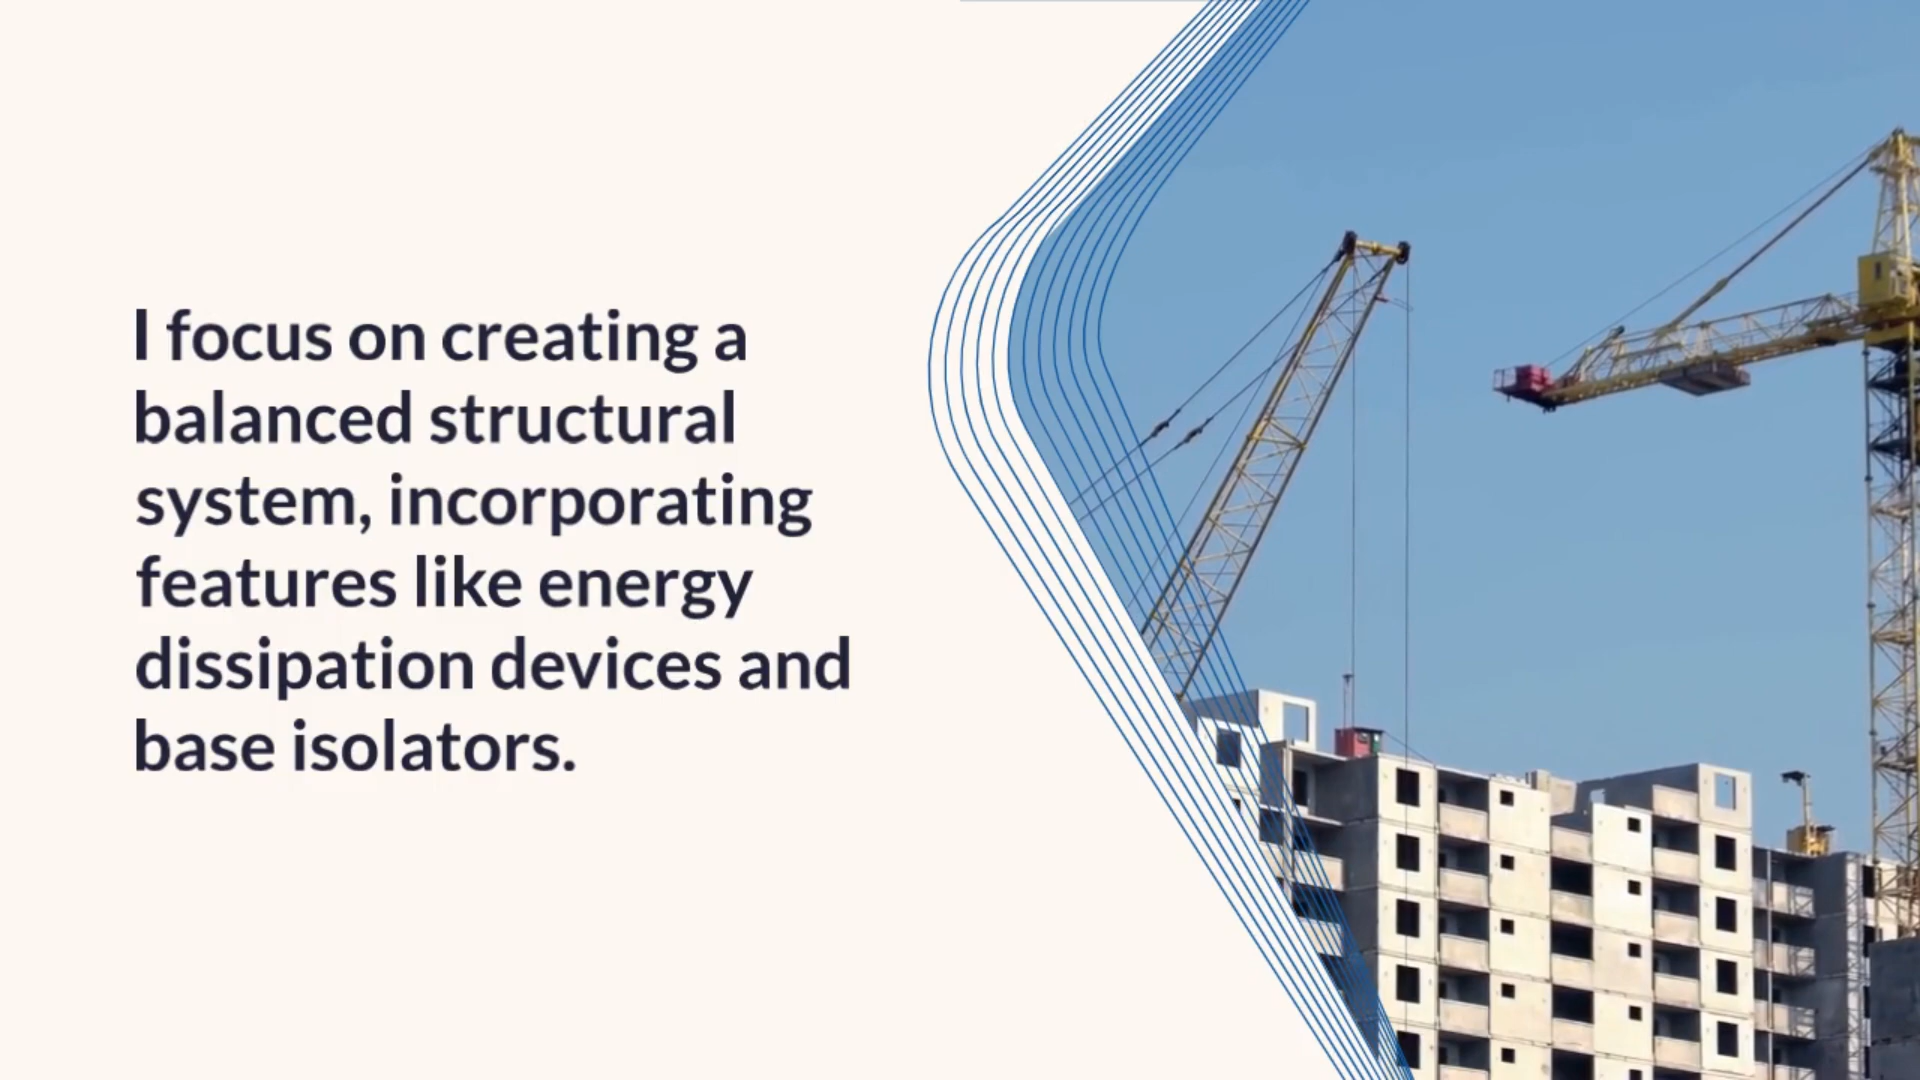 I focus on creating a
balanced structural
system, incorporating
features like energy
dissipation devices and
base isolators.